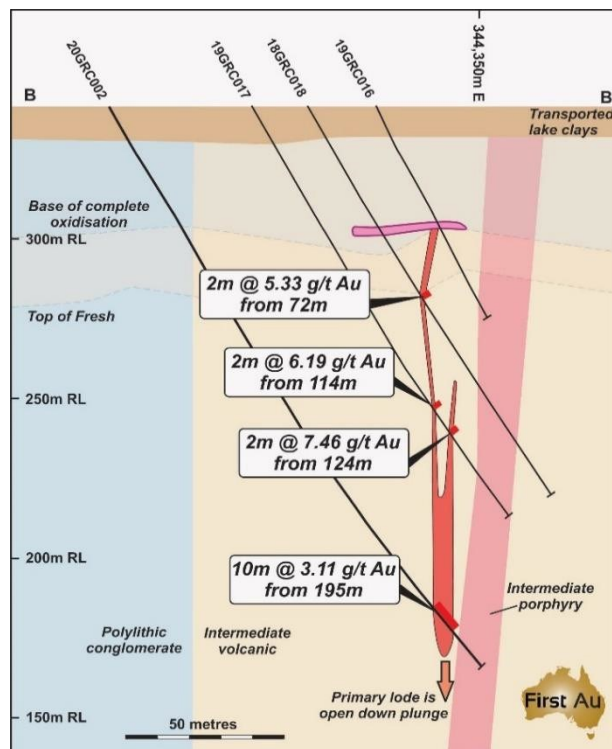 344,350m E
20GRC002
19GRC017
18GRC018
19GRC016
B
B
Transported
lake clays
Base of complete
oxidisation
300m RL
2m @ 5.33 g/t Au
from 72m
Top of Fresh
2m @ 6.19 g/t Au
from 114m
250m RL
2m @ 7.46 g/t Au
from 124m
200m RL
10m @ 3.11 g/t Au
from 195m
Intermediate
porphyry
Polylithic
conglomerate
Intermediate
volcanic
Primary lode is
open down plunge
First Au
50 metres
150m RL